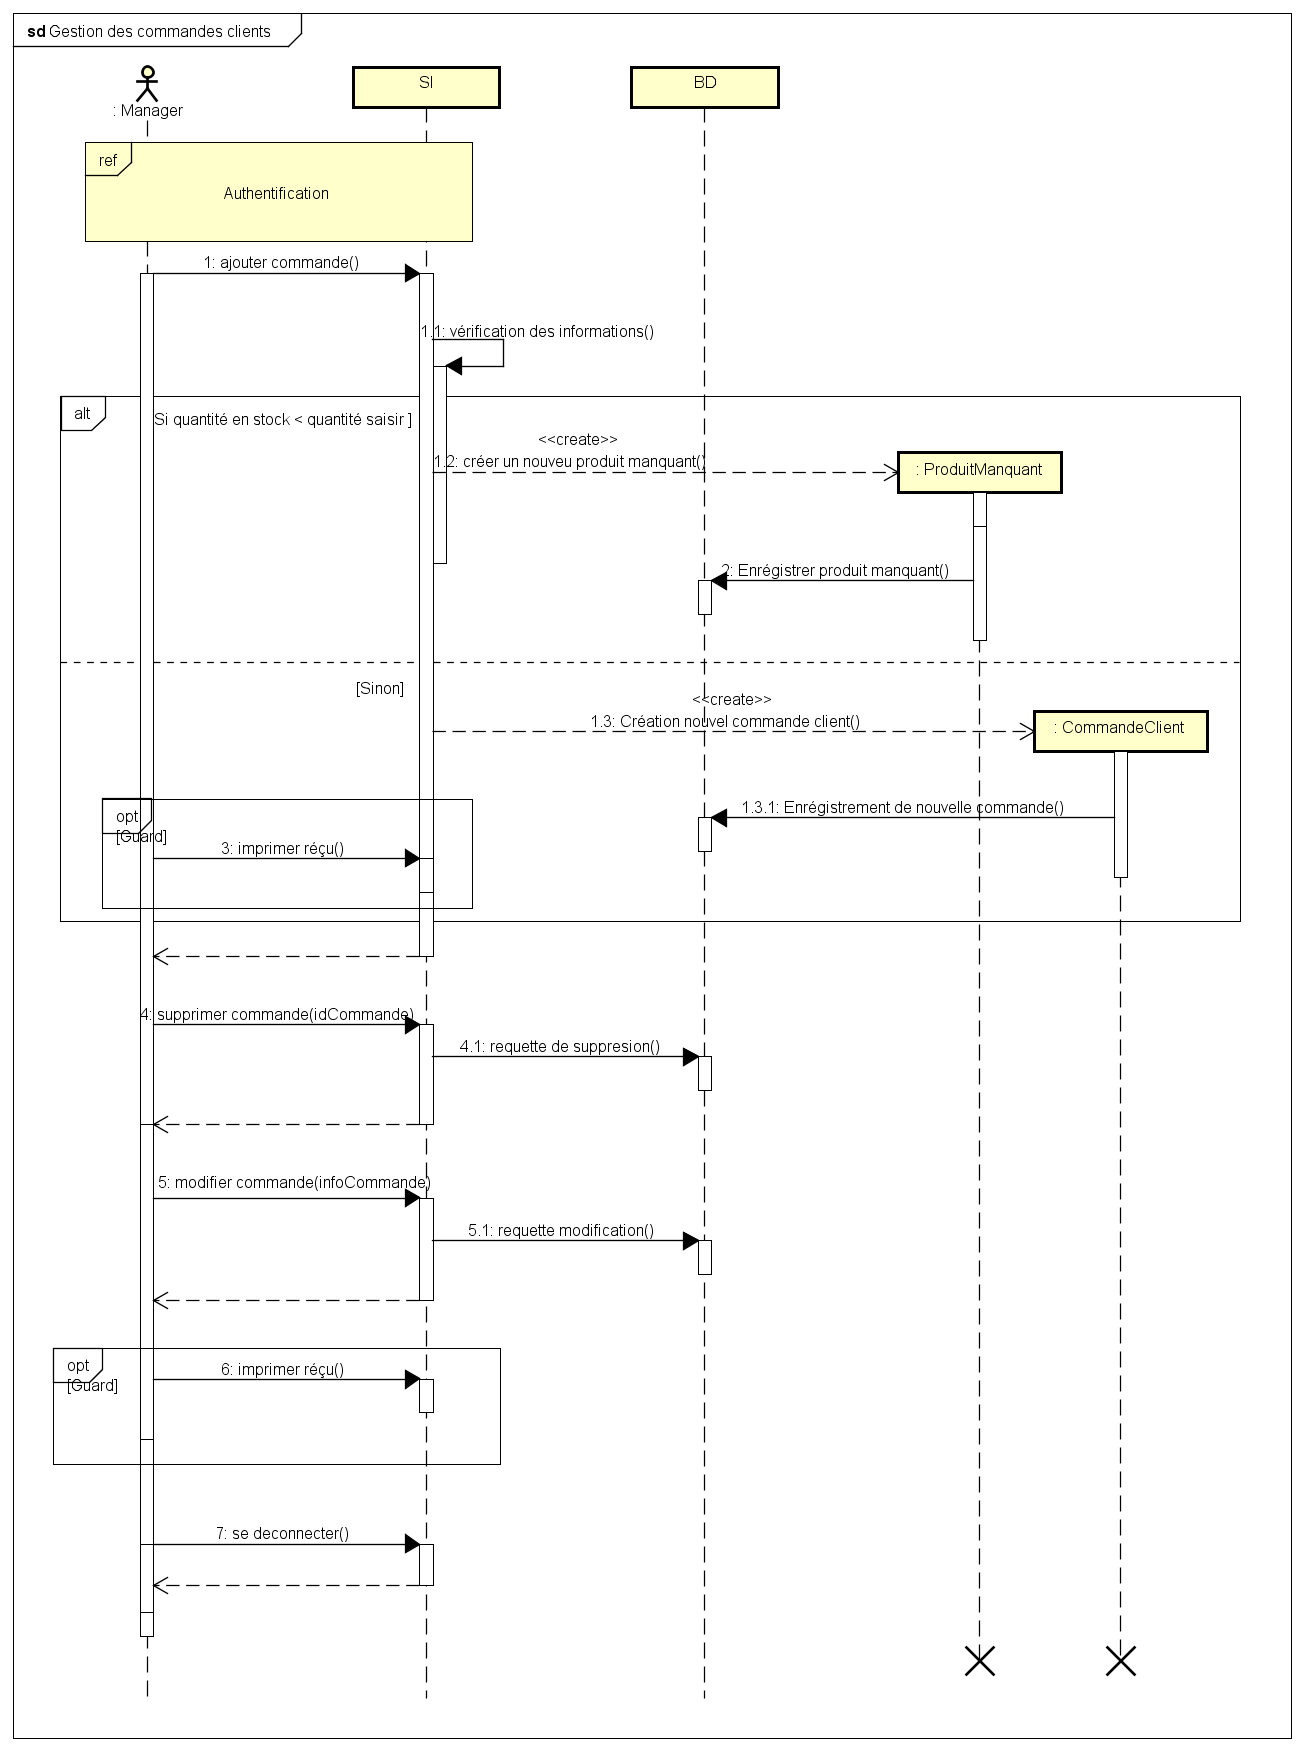 sd Gestion des commandes clients
SI
BD
: Manager
ref
Authentification
1: ajouter commande()
1.1: vérification des informations()
alt
Si quantité en stock < quantité saisir ]
<<create>>
1.2: créer un nouveu produit manquant()
: ProduitManquant
2: Enrégistrer produit manquant()
[Sinon]
<<create>>
1.3: Création nouvel commande client()
: CommandeClient
1.3.1: Enrégistrement de nouvelle commande()
opt
[Guard]
3: imprimer réçu()
4: supprimer commande(idCommande)
4.1: requette de suppresion()
5: modifier commande(infoCommande)
5.1: requette modification()
opt
[Guard]
6: imprimer réçu()
7: se deconnecter()